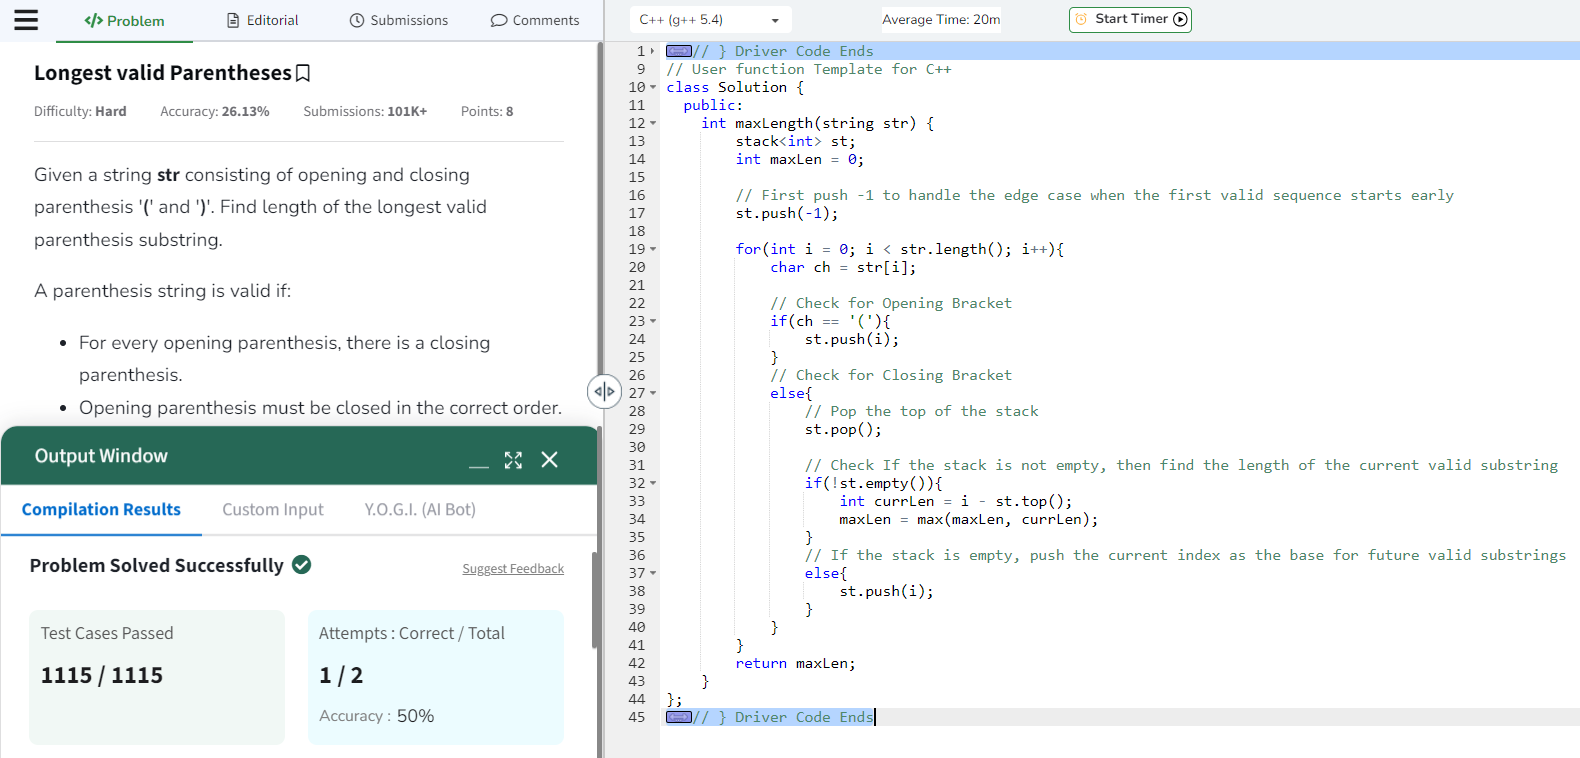 </> Problem
Editorial
Submissions
Comments
Longest valid Parentheses
Difficulty: Hard Accuracy: 26.13% Submissions: 101K+ Points: 8
Given a string str consisting of opening and closing
parenthesis '(' and ')'. Find length of the longest valid
parenthesis substring.
A parenthesis string is valid if:
• For every opening parenthesis, there is a closing
parenthesis.
• Opening parenthesis must be closed in the correct order.
Output Window
Compilation Results Custom Input Y.O.G.I. (AI Bot)
Problem Solved Successfully
Suggest Feedback
Test Cases Passed
1115 / 1115
Attempts : Correct / Total
1 / 2
Accuracy : 50%
C++ (g++ 5.4)
Average Time: 20m
Start Timer
1 // } Driver Code Ends
9 // User function Template for C++
10 class Solution {
11 public:
12 int maxLength(string str) {
13 stack<int> st;
14 int maxLen = 0;
15
16 // First push -1 to handle the edge case when the first valid sequence starts early
17 st.push(-1);
18
19 for(int i = 0; i < str.length(); i++){
20 char ch = str[i];
21
22 // Check for Opening Bracket
23 if(ch == '('){
24 st.push(i);
25 }
26 // Check for Closing Bracket
27 else{
28 // Pop the top of the stack
29 st.pop();
30
31 // Check If the stack is not empty, then find the length of the current valid substring
32 if(!st.empty()){
33 int currLen = i - st.top();
34 maxLen = max(maxLen, currLen);
35 }
36 // If the stack is empty, push the current index as the base for future valid substrings
37 else{
38 st.push(i);
39 }
40 }
41 }
42 return maxLen;
43 }
44 };
45 // } Driver Code Ends